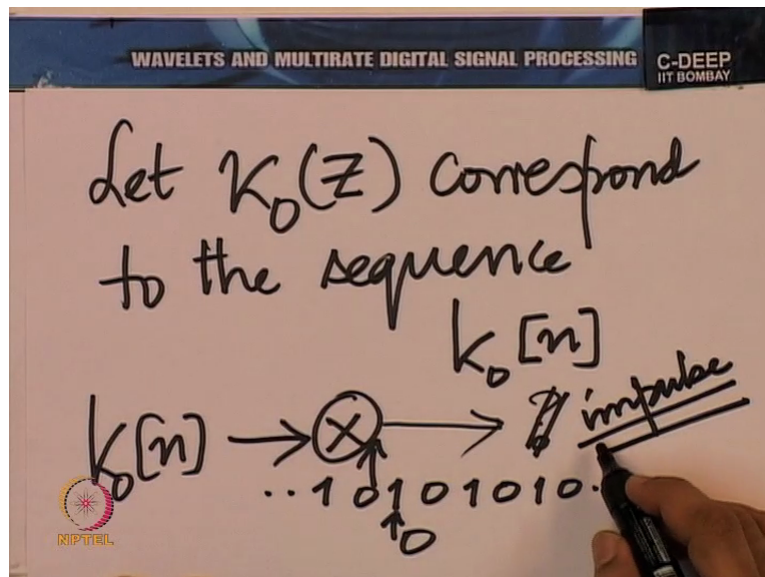 WAVELETS AND MULTIRATE DIGITAL SIGNAL PROCESSING
C-DEEP
IIT BOMBAY
Let K₀(Z) correspond
to the sequence
k₀[n]
k₀[n] → ⊗ → impulse
..1 0 1 0 1 0 1 0.
↑0
NPTEL